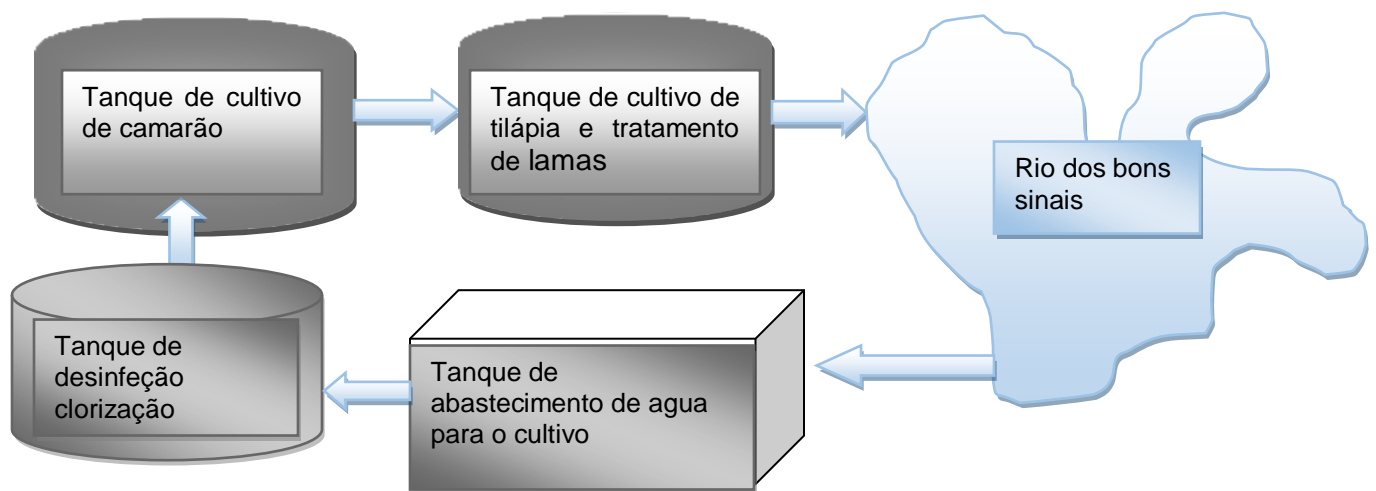 Tanque de cultivo
de camarão
Tanque de cultivo de
tilápia e tratamento
de lamas
Rio dos bons
sinais
Tanque de
desinfeção
clorização
Tanque de
abastecimento de agua
para o cultivo